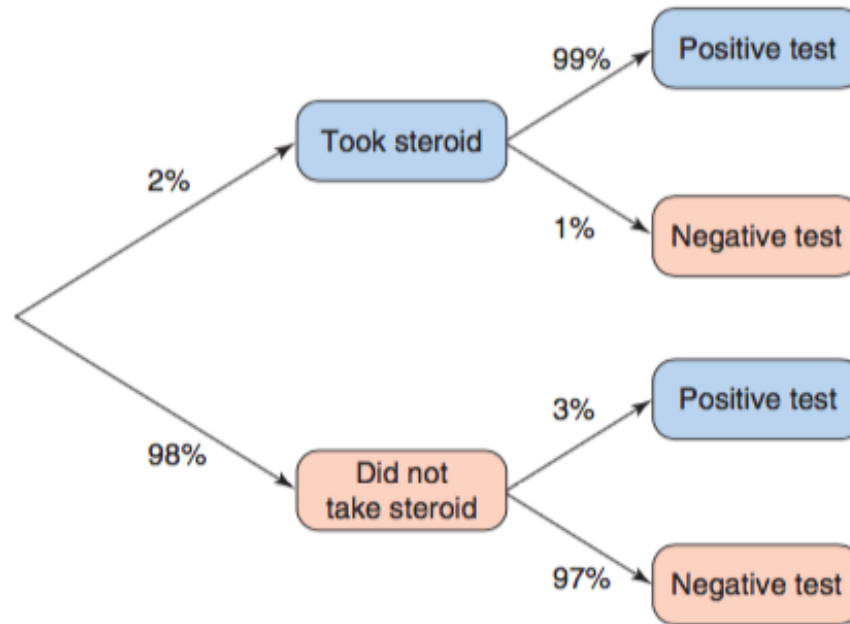 99%
Positive test
Took steroid
2%
1%
Negative test
3%
Positive test
98%
Did not
take steroid
97%
Negative test